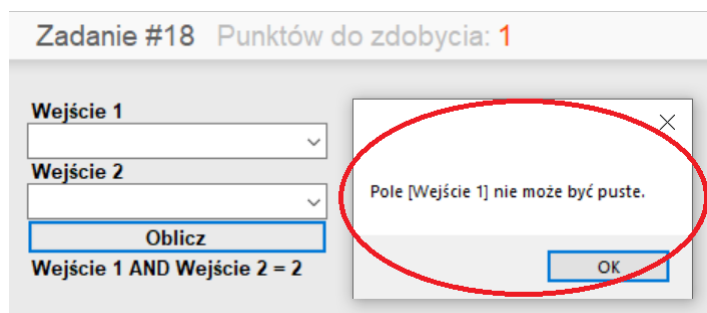 Zadanie #18 Punktów do zdobycia: 1
Wejście 1
Wejście 2
Oblicz
Wejście 1 AND Wejście 2 = 2
Pole [Wejście 1] nie może być puste.
OK